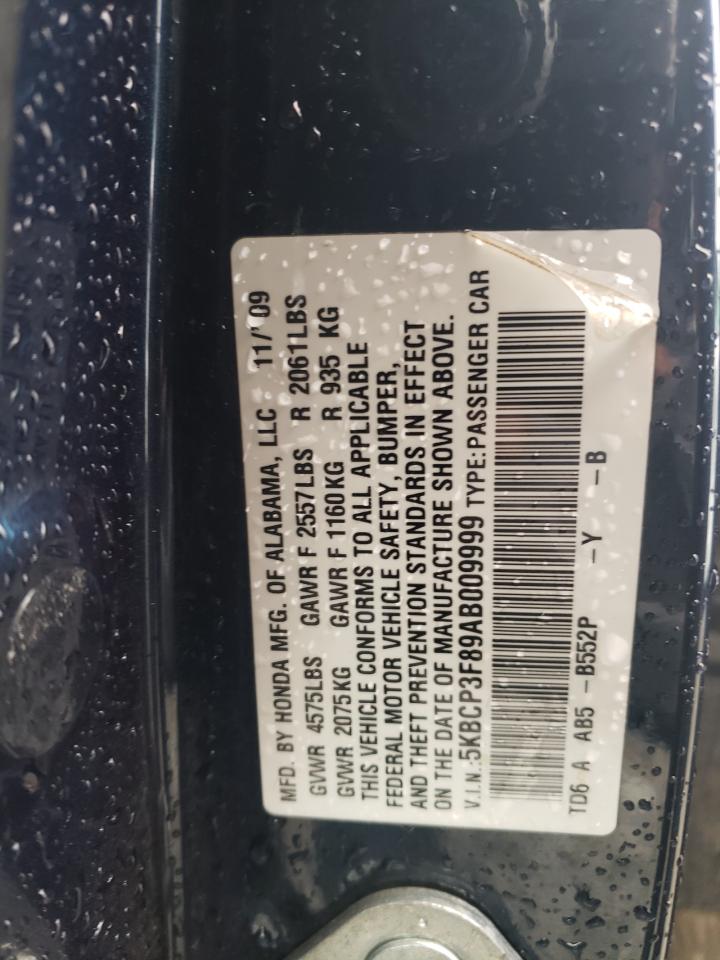 MFD. BY HONDA MFG. OF ALABAMA, LLC 11/'09
GVWR 4575LBS GAWR F 2557LBS R 2061LBS
GVWR 2075KG GAWR F 1160KG R 935 KG
THIS VEHICLE CONFORMS TO ALL APPLICABLE
FEDERAL MOTOR VEHICLE SAFETY, BUMPER,
AND THEFT PREVENTION STANDARDS IN EFFECT
ON THE DATE OF MANUFACTURE SHOWN ABOVE.
V.I.N.:5KBCP3F89AB009999 TYPE:PASSENGER CAR
TD6 A AB5 -B552P -Y -B